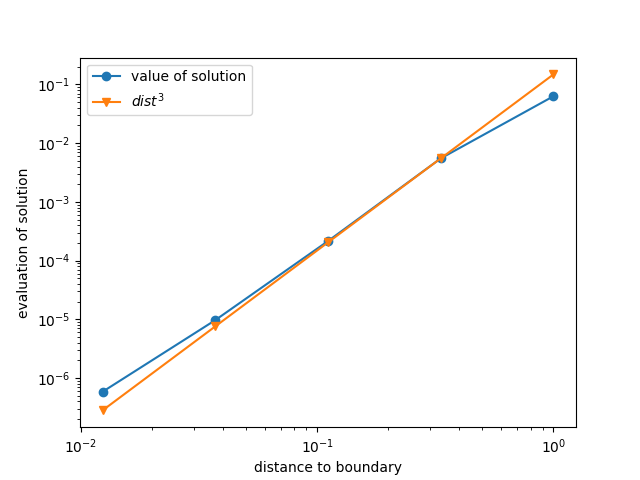 value of solution
dist³
evaluation of solution
10⁻¹
10⁻²
10⁻³
10⁻⁴
10⁻⁵
10⁻⁶
10⁻² 10⁻¹ 10⁰
distance to boundary